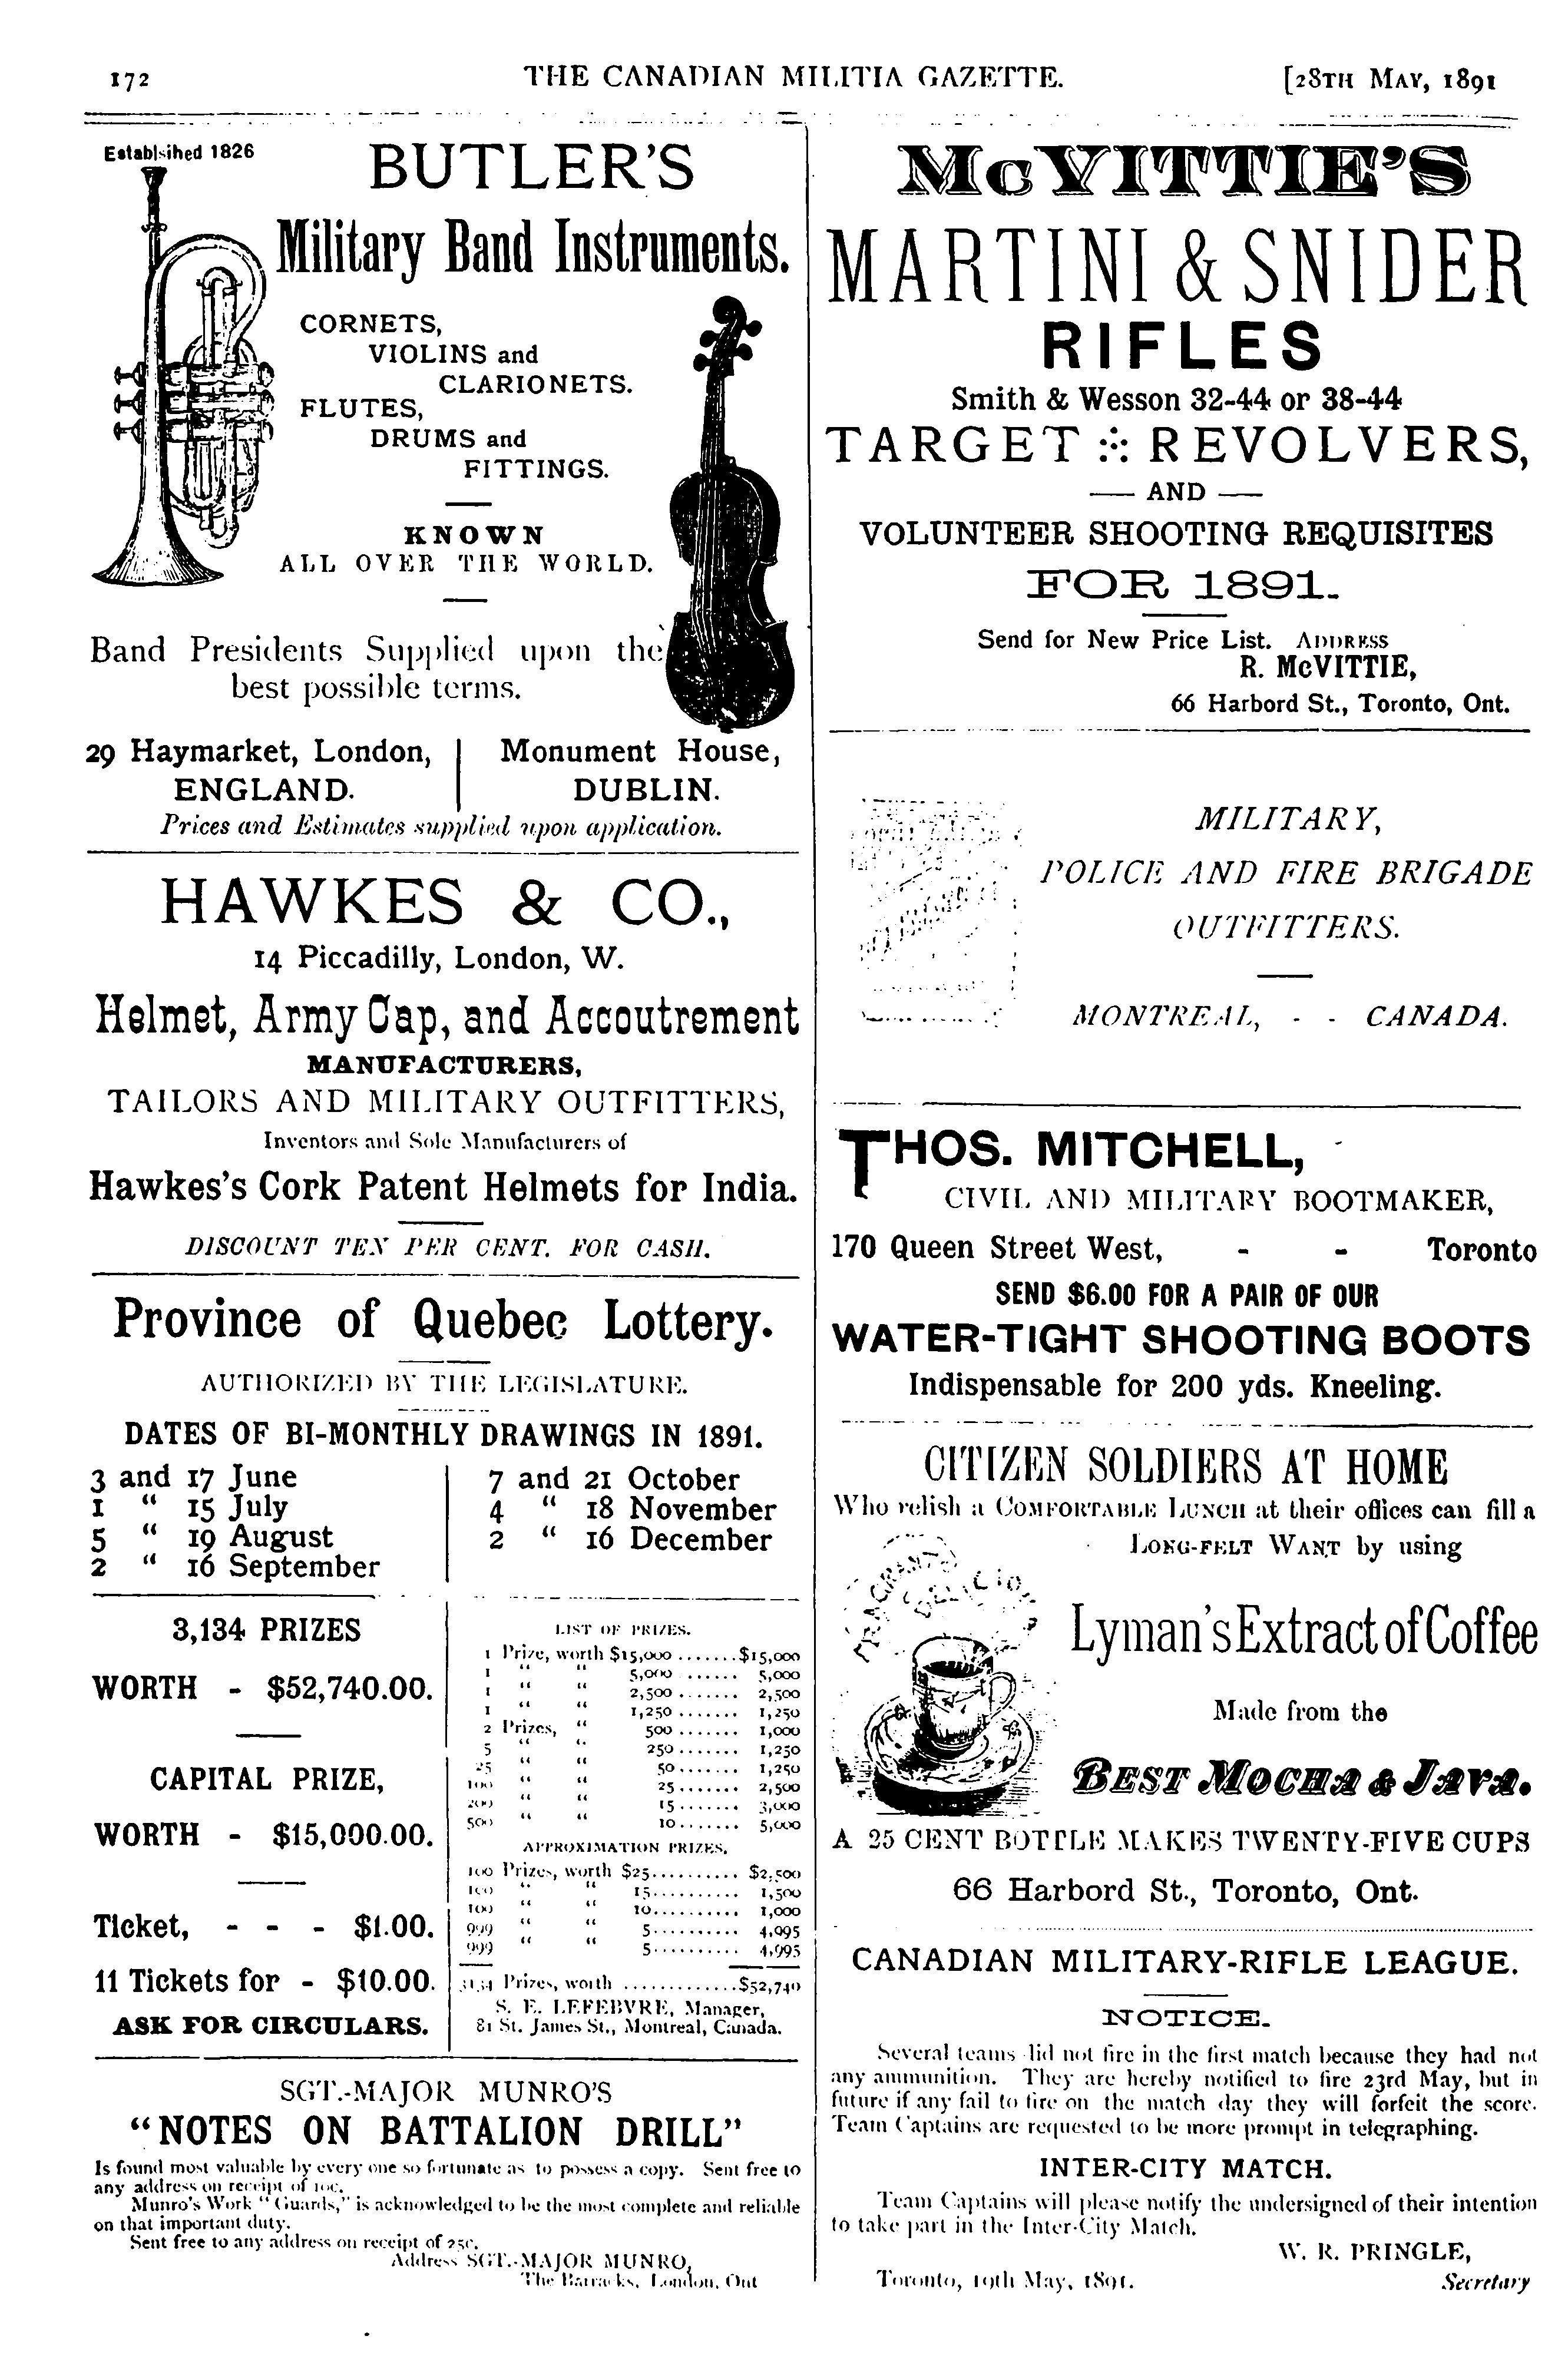 172 THE CANADIAN MILITIA GAZETTE. [28TH MAY, 1891
Establsihed 1826
BUTLER'S
Military Band Instruments.
CORNETS,
VIOLINS and
CLARIONETS.
FLUTES,
DRUMS and
FITTINGS.
KNOWN
ALL OVER THE WORLD.
Band Presidents Supplied upon the
best possible terms.
29 Haymarket, London,
ENGLAND.
Monument House,
DUBLIN.
Prices and Estimates supplied upon application.
HAWKES & CO.,
14 Piccadilly, London, W.
Helmet, Army Cap, and Accoutrement
MANUFACTURERS,
TAILORS AND MILITARY OUTFITTERS,
Inventors and Sole Manufacturers of
Hawkes's Cork Patent Helmets for India.
DISCOUNT TEN PER CENT. FOR CASH.
Province of Quebec Lottery.
AUTHORIZED BY THE LEGISLATURE.
DATES OF BI-MONTHLY DRAWINGS IN 1891.
3 and 17 June
1 " 15 July
5 " 19 August
2 " 16 September
7 and 21 October
4 " 18 November
2 " 16 December
3,134 PRIZES
WORTH - $52,740.00.
CAPITAL PRIZE,
WORTH - $15,000.00.
Ticket, - - - $1.00.
11 Tickets for - $10.00.
ASK FOR CIRCULARS.
LIST OF PRIZES.
1 Prize, worth $15,000 ....... $15,000
1 " " 5,000 ....... 5,000
1 " " 2,500 ....... 2,500
1 " " 1,250 ....... 1,250
2 Prizes, " 500 ....... 1,000
5 " " 250 ....... 1,250
25 " " 50 ....... 1,250
100 " " 25 ....... 2,500
200 " " 15 ....... 3,000
500 " " 10 ....... 5,000
APPROXIMATION PRIZES.
100 Prizes, worth $25 .......... $2,500
100 " " 15 .......... 1,500
100 " " 10 .......... 1,000
999 " " 5 .......... 4,995
999 " " 5 .......... 4,995
3134 Prizes, worth ............. $52,740
S. E. LEFEBVRE, Manager,
81 St. James St., Montreal, Canada.
SGT.-MAJOR MUNRO'S
"NOTES ON BATTALION DRILL"
Is found most valuable by every one so fortunate as to possess a copy. Sent free to
any address on receipt of 10c.
Munro's Work "Guards," is acknowledged to be the most complete and reliable
on that important duty.
Sent free to any address on receipt of 25c.
Address SGT.-MAJOR MUNRO,
The Barracks, London, Ont
McVITTIE'S
MARTINI & SNIDER
RIFLES
Smith & Wesson 32-44 or 38-44
TARGET REVOLVERS,
— AND —
VOLUNTEER SHOOTING REQUISITES
FOR 1891.
Send for New Price List. ADDRESS
R. McVITTIE,
66 Harbord St., Toronto, Ont.
MILITARY,
POLICE AND FIRE BRIGADE
OUTFITTERS.
MONTREAL, - - CANADA.
THOS. MITCHELL,
CIVIL AND MILITARY BOOTMAKER,
170 Queen Street West, - - Toronto
SEND $6.00 FOR A PAIR OF OUR
WATER-TIGHT SHOOTING BOOTS
Indispensable for 200 yds. Kneeling.
CITIZEN SOLDIERS AT HOME
Who relish a COMFORTABLE LUNCH at their offices can fill a
LONG-FELT WANT by using
FRAGRANT DELICIOUS
Lyman's Extract of Coffee
Made from the
BEST MOCHA & JAVA.
A 25 CENT BOTTLE MAKES TWENTY-FIVE CUPS
66 Harbord St., Toronto, Ont.
CANADIAN MILITARY-RIFLE LEAGUE.
NOTICE.
Several teams did not fire in the first match because they had not
any ammunition. They are hereby notified to fire 23rd May, but in
future if any fail to fire on the match day they will forfeit the score.
Team Captains are requested to be more prompt in telegraphing.
INTER-CITY MATCH.
Team Captains will please notify the undersigned of their intention
to take part in the Inter-City Match.
W. R. PRINGLE,
Toronto, 19th May, 1891. Secretary